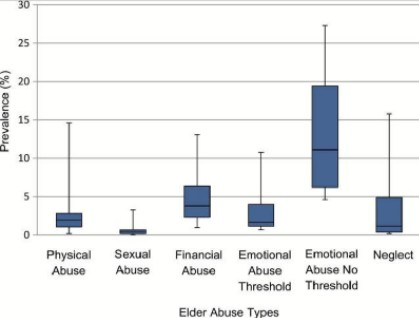 30
25
20
15
10
5
0
Prevalence (%)
Physical Abuse
Sexual Abuse
Financial Abuse
Emotional Abuse Threshold
Emotional Abuse No Threshold
Neglect
Elder Abuse Types